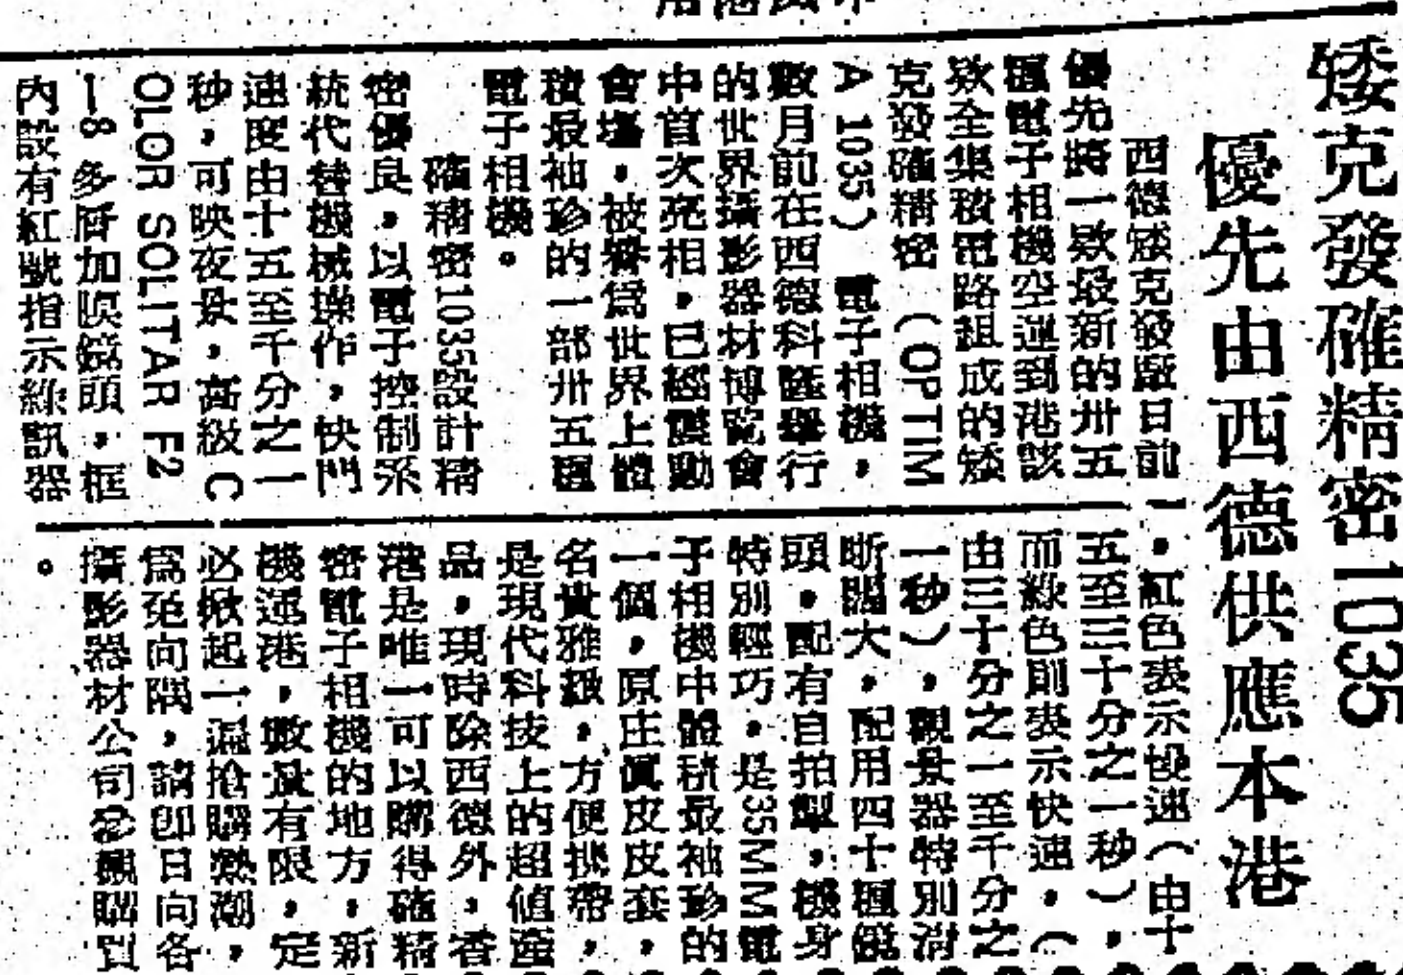 矮克發確精密1035
優先由西德供應本港
西德矮克發廠日前
優先將一欵最新的卅五
糎電子相機空運到港該
欵全集積電路組成的矮
克發確精密(OPTIM
A 1035)電子相機,
數月前在西德科隆舉行
的世界攝影器材博覽會
中首次亮相,已經轟動
會塲,被譽爲世界上體
積最袖珍的一部卅五糎
電子相機。
確精密1035設計精
密優良,以電子控制系
統代替機械操作,快門
速度由十五至千分之一
秒,可映夜景,高級C
OLOR SOLITAR F2
—8多層加膜鏡頭,框
內設有紅號指示綠訊器
,紅色表示慢速(由十
五至三十分之一秒),
而綠色則表示快速,(
由三十分之一至千分之
一秒),觀景器特別淸
晰闊大,配用四十糎鏡
頭,配有自拍掣,機身
特別輕巧,是35MM電
子相機中體積最袖珍的
一個,原庄眞皮皮套,
名貴雅緻,方便携帶,
是現代科技上的超值產
品,現時除西德外,香
港是唯一可以購得確精
密電子相機的地方,新
機運港,數量有限,定
必掀起一遍搶購熱潮,
爲免向隅,請卽日向各
攝影器材公司參觀購買
。